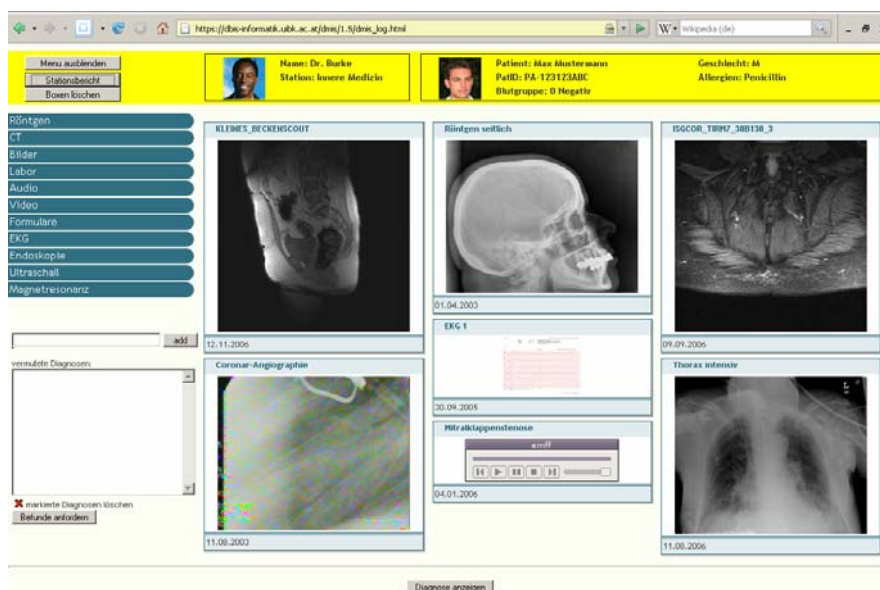 https://dbis-informatik.uibk.ac.at/dmis/1.5/dmis_log.html
W Wikipedia (de)
Menu ausblenden
Stationsbericht
Boxen löschen
Name: Dr. Burke
Station: Innere Medizin
Patient: Max Mustermann
PatID: PA-123123ABC
Blutgruppe: 0 Negativ
Geschlecht: M
Allergien: Penicillin
Röntgen
CT
Bilder
Labor
Audio
Video
Formulare
EKG
Endoskopie
Ultraschall
Magnetresonanz
add
vermutete Diagnosen:
markierte Diagnosen löschen
Befunde anfordern
KLEINES_BECKENSCOUT
12.11.2006
Coronar-Angiographie
11.08.2003
Röntgen seitlich
01.04.2003
EKG 1
30.09.2005
Mitralklappenstenose
emff
04.01.2006
ISGCOR_TIRM7_38B130_3
09.09.2006
Thorax intensiv
L
11.08.2006
Diagnose anzeigen